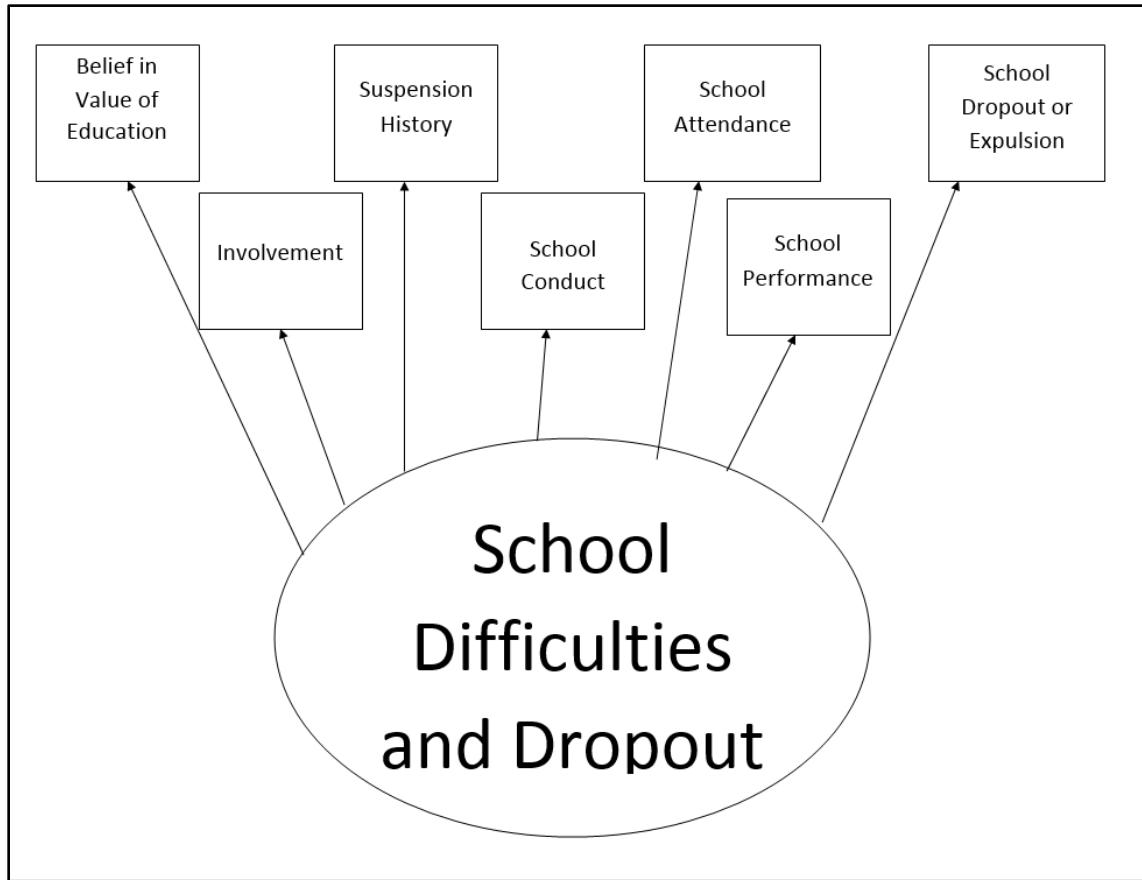 Belief in
Value of
Education
Suspension
History
School
Attendance
School
Dropout or
Expulsion
Involvement
School
Conduct
School
Performance
School
Difficulties
and Dropout